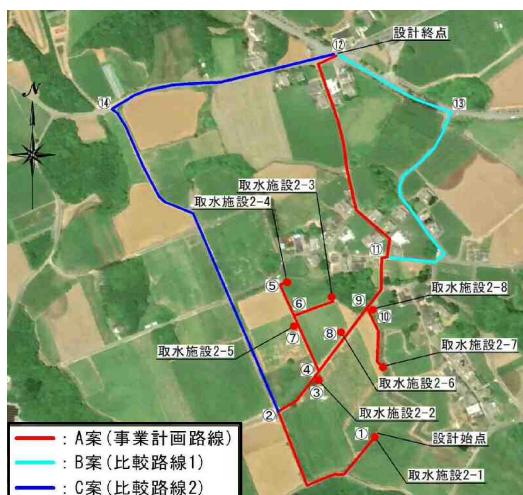 ⑫
設計終点
⑭
⑬
N
取水施設2-3
取水施設2-4
⑪
⑤
⑥
⑨
取水施設2-8
⑩
⑦
⑧
取水施設2-5
取水施設2-7
④
取水施設2-6
③
②
取水施設2-2
①
設計始点
取水施設2-1
：A案(事業計画路線)
：B案(比較路線1)
：C案(比較路線2)